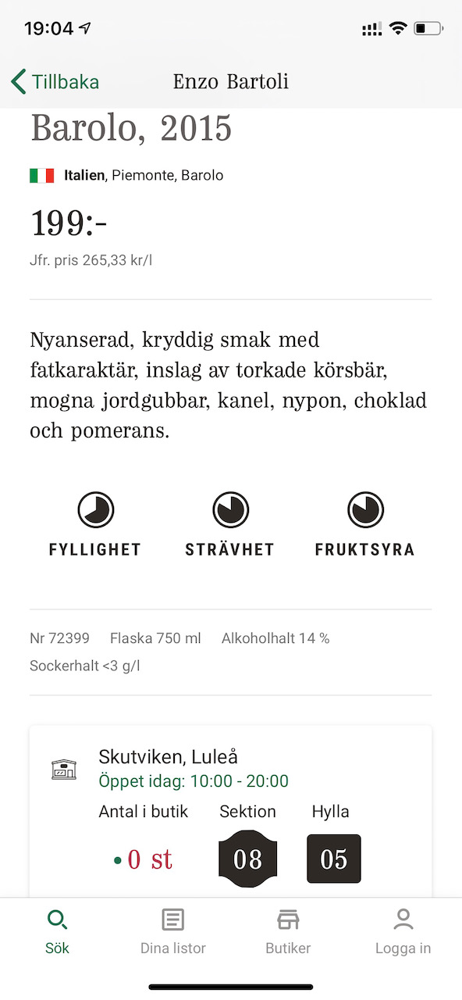 19:04
Tillbaka
Enzo Bartoli
Barolo, 2015
Italien, Piemonte, Barolo
199:-
Jfr. pris 265,33 kr/l
Nyanserad, kryddig smak med
fatkaraktär, inslag av torkade körsbär,
mogna jordgubbar, kanel, nypon, choklad
och pomerans.
FYLLIGHET STRÄVHET FRUKTSYRA
Nr 72399 Flaska 750 ml Alkoholhalt 14 %
Sockerhalt <3 g/l
Skutviken, Luleå
Öppet idag: 10:00 - 20:00
Antal i butik Sektion Hylla
0 st 08 05
Sök Dina listor Butiker Logga in